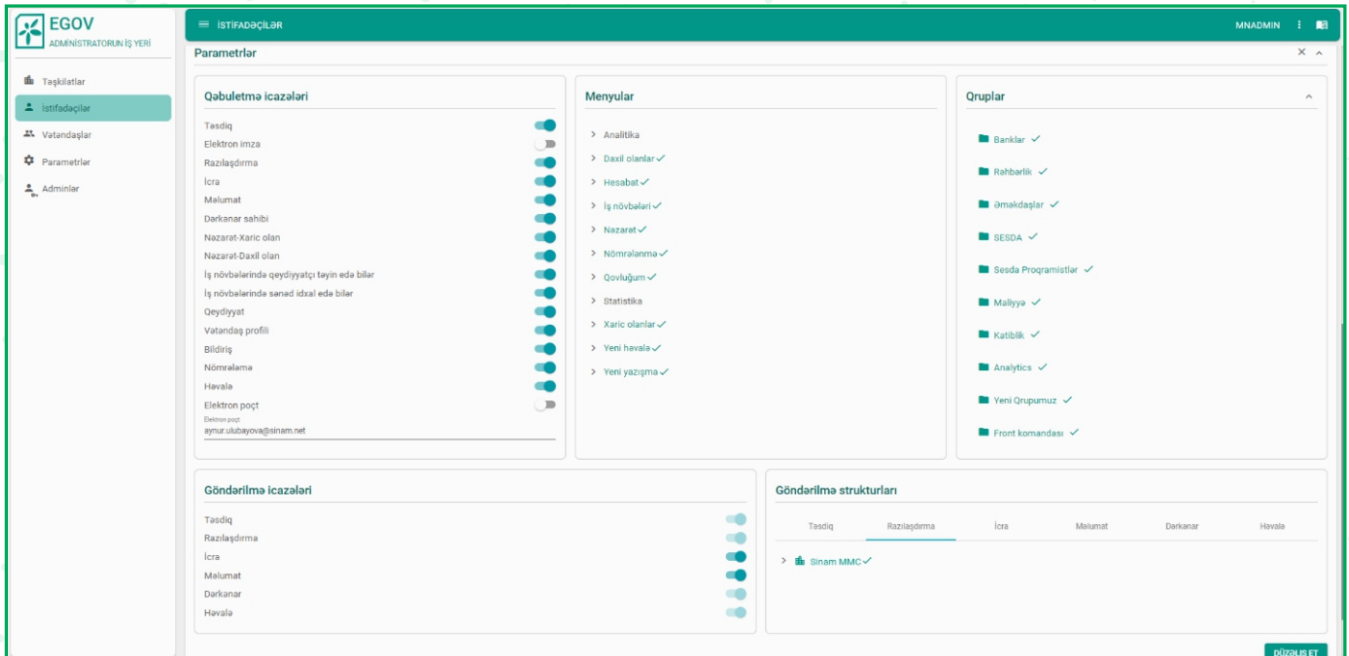 EGOV
ADMİNİSTRATORUN İŞ YERİ
Təşkilatlar
İstifadəçilər
Vətəndaşlar
Parametrlər
Adminlər
İSTİFADƏÇİLƏR
MNADMIN
Parametrlər
Qəbuletmə icazələri
Təsdiq
Elektron imza
Razılaşdırma
İcra
Məlumat
Dərkənar sahibi
Nəzarət-Xaric olan
Nəzarət-Daxil olan
İş növbələrində qeydiyyatçı təyin edə bilər
İş növbələrində sənəd idxal edə bilər
Qeydiyyat
Vətəndaş profili
Bildiriş
Nömrələmə
Həvalə
Elektron poçt
Elektron poçt
aynur.ulubayova@sinam.net
Menyular
Analitika
Daxil olanlar
Hesabat
İş növbələri
Nəzarət
Nömrələnmə
Qovluğum
Statistika
Xaric olanlar
Yeni həvalə
Yeni yazışma
Qruplar
Banklar
Rəhbərlik
Əməkdaşlar
SESDA
Sesda Proqramistlər
Maliyyə
Katiblik
Analytics
Yeni Qrupumuz
Front komandası
Göndərilmə icazələri
Təsdiq
Razılaşdırma
İcra
Məlumat
Dərkənar
Həvalə
Göndərilmə strukturları
Təsdiq Razılaşdırma İcra Məlumat Dərkənar Həvalə
Sinam MMC
DÜZƏLİŞ ET